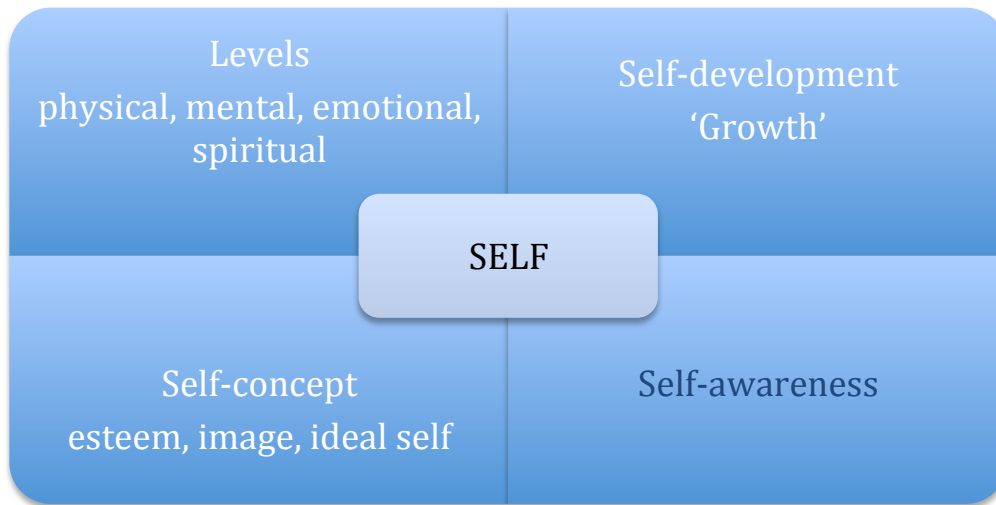 Levels
physical, mental, emotional,
spiritual
Self-development
‘Growth’
SELF
Self-concept
esteem, image, ideal self
Self-awareness